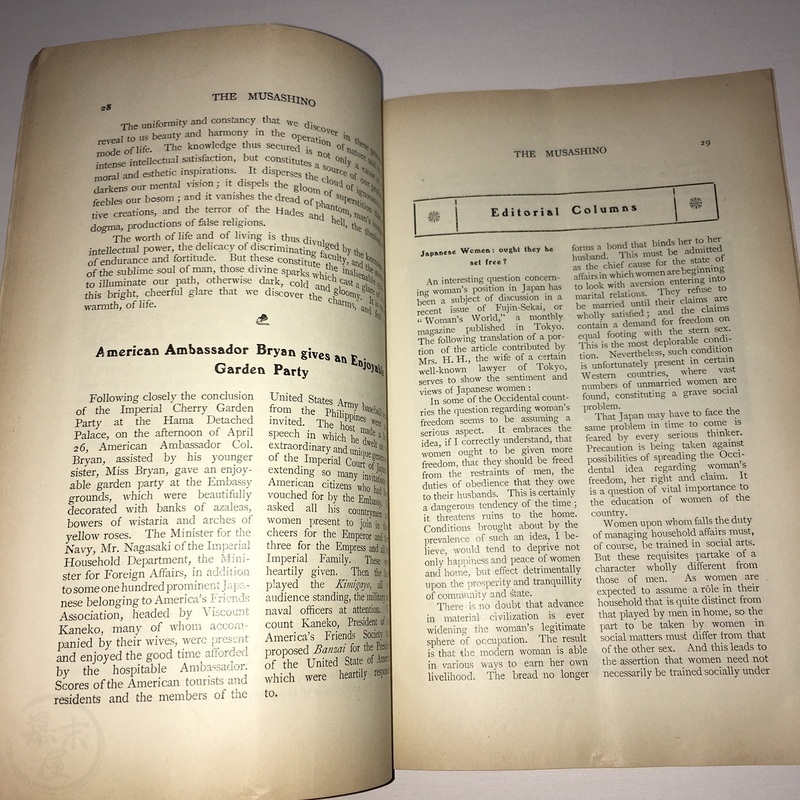 28
THE MUSASHINO
The uniformity and constancy that we discover in these
reveal to us beauty and harmony in the operation of nature and
mode of life. The knowledge thus secured is not only a
intense intellectual satisfaction, but constitutes a source of our
moral and esthetic inspirations. It disperses the cloud of ignorance
darkens our mental vision; it dispels the gloom of superstition
feebles our bosom; and it vanishes the dread of phantom, man's
tive creations, and the terror of the Hades and hell, the
dogma, productions of false religions.
The worth of life and of living is thus divulged by the
intellectual power, the delicacy of discriminating faculty, and the
of endurance and fortitude. But these constitute the inalienable
of the sublime soul of man, those divine sparks which cast a
to illuminate our path, otherwise dark, cold and gloomy. It is
this bright, cheerful glare that we discover the charms, and
warmth, of life.
American Ambassador Bryan gives an Enjoyable
Garden Party
Following closely the conclusion
of the Imperial Cherry Garden
Party at the Hama Detached
Palace, on the afternoon of April
26, American Ambassador Col.
Bryan, assisted by his younger
sister, Miss Bryan, gave an enjoy-
able garden party at the Embassy
grounds, which were beautifully
decorated with banks of azaleas,
bowers of wistaria and arches of
yellow roses. The Minister for the
Navy, Mr. Nagasaki of the Imperial
Household Department, the Mini-
ster for Foreign Affairs, in addition
to some one hundred prominent Japa-
nese belonging to America's Friends
Association, headed by Viscount
Kaneko, many of whom accom-
panied by their wives, were present
and enjoyed the good time afforded
by the hospitable Ambassador.
Scores of the American tourists and
residents and the members of the
United States Army baseball
from the Philippines were
invited. The host made a
speech in which he dwelt on
extraordinary and unique
of the Imperial Court of
extending so many
American citizens who had
vouched for by the Embassy.
asked all his countrymen
women present to join in
cheers for the Emperor and
three for the Empress and
Imperial Family. These
heartily given. Then the
played the Kimigayo, all
audience standing, the military
naval officers at attention.
count Kaneko, President of
America's Friends Society
proposed Banzai for the
of the United State of
which were heartily
to.
THE MUSASHINO
29
Editorial Columns
Japanese Women: ought they be
set free?
An interesting question concern-
ing woman's position in Japan has
been a subject of discussion in a
recent issue of Fujin-Sekai, or
"Woman's World," a monthly
magazine published in Tokyo.
The following translation of a por-
tion of the article contributed by
Mrs. H. H., the wife of a certain
well-known lawyer of Tokyo,
serves to show the sentiment and
views of Japanese women:
In some of the Occidental count-
ries the question regarding woman's
freedom seems to be assuming a
serious aspect. It embraces the
idea, if I correctly understand, that
women ought to be given more
freedom, that they should be freed
from the restraints of men, the
duties of obedience that they owe
to their husbands. This is certainly
a dangerous tendency of the time;
it threatens ruins to the home.
Conditions brought about by the
prevalence of such an idea, I be-
lieve, would tend to deprive not
only happiness and peace of women
and home, but effect detrimentally
upon the prosperity and tranquillity
of community and state.
There is no doubt that advance
in material civilization is ever
widening the woman's legitimate
sphere of occupation. The result
is that the modern woman is able
in various ways to earn her own
livelihood. The bread no longer
forms a bond that binds her to her
husband. This must be admitted
as the chief cause for the state of
affairs in which women are beginning
to look with aversion entering into
marital relations. They refuse to
be married until their claims are
wholly satisfied; and the claims
contain a demand for freedom on
equal footing with the stern sex.
This is the most deplorable condi-
tion. Nevertheless, such condition
is unfortunately present in certain
Western countries, where vast
numbers of unmarried women are
found, constituting a grave social
problem.
That Japan may have to face the
same problem in time to come is
feared by every serious thinker.
Precaution is being taken against
possibilities of spreading the Occi-
dental idea regarding woman's
freedom, her right and claim. It
is a question of vital importance to
the education of women of the
country.
Women upon whom falls the duty
of managing household affairs must,
of course, be trained in social arts.
But these requisites partake of a
character wholly different from
those of men. As women are
expected to assume a rôle in their
household that is quite distinct from
that played by men in home, so the
part to be taken by women in
social matters must differ from that
of the other sex. And this leads to
the assertion that women need not
necessarily be trained socially under